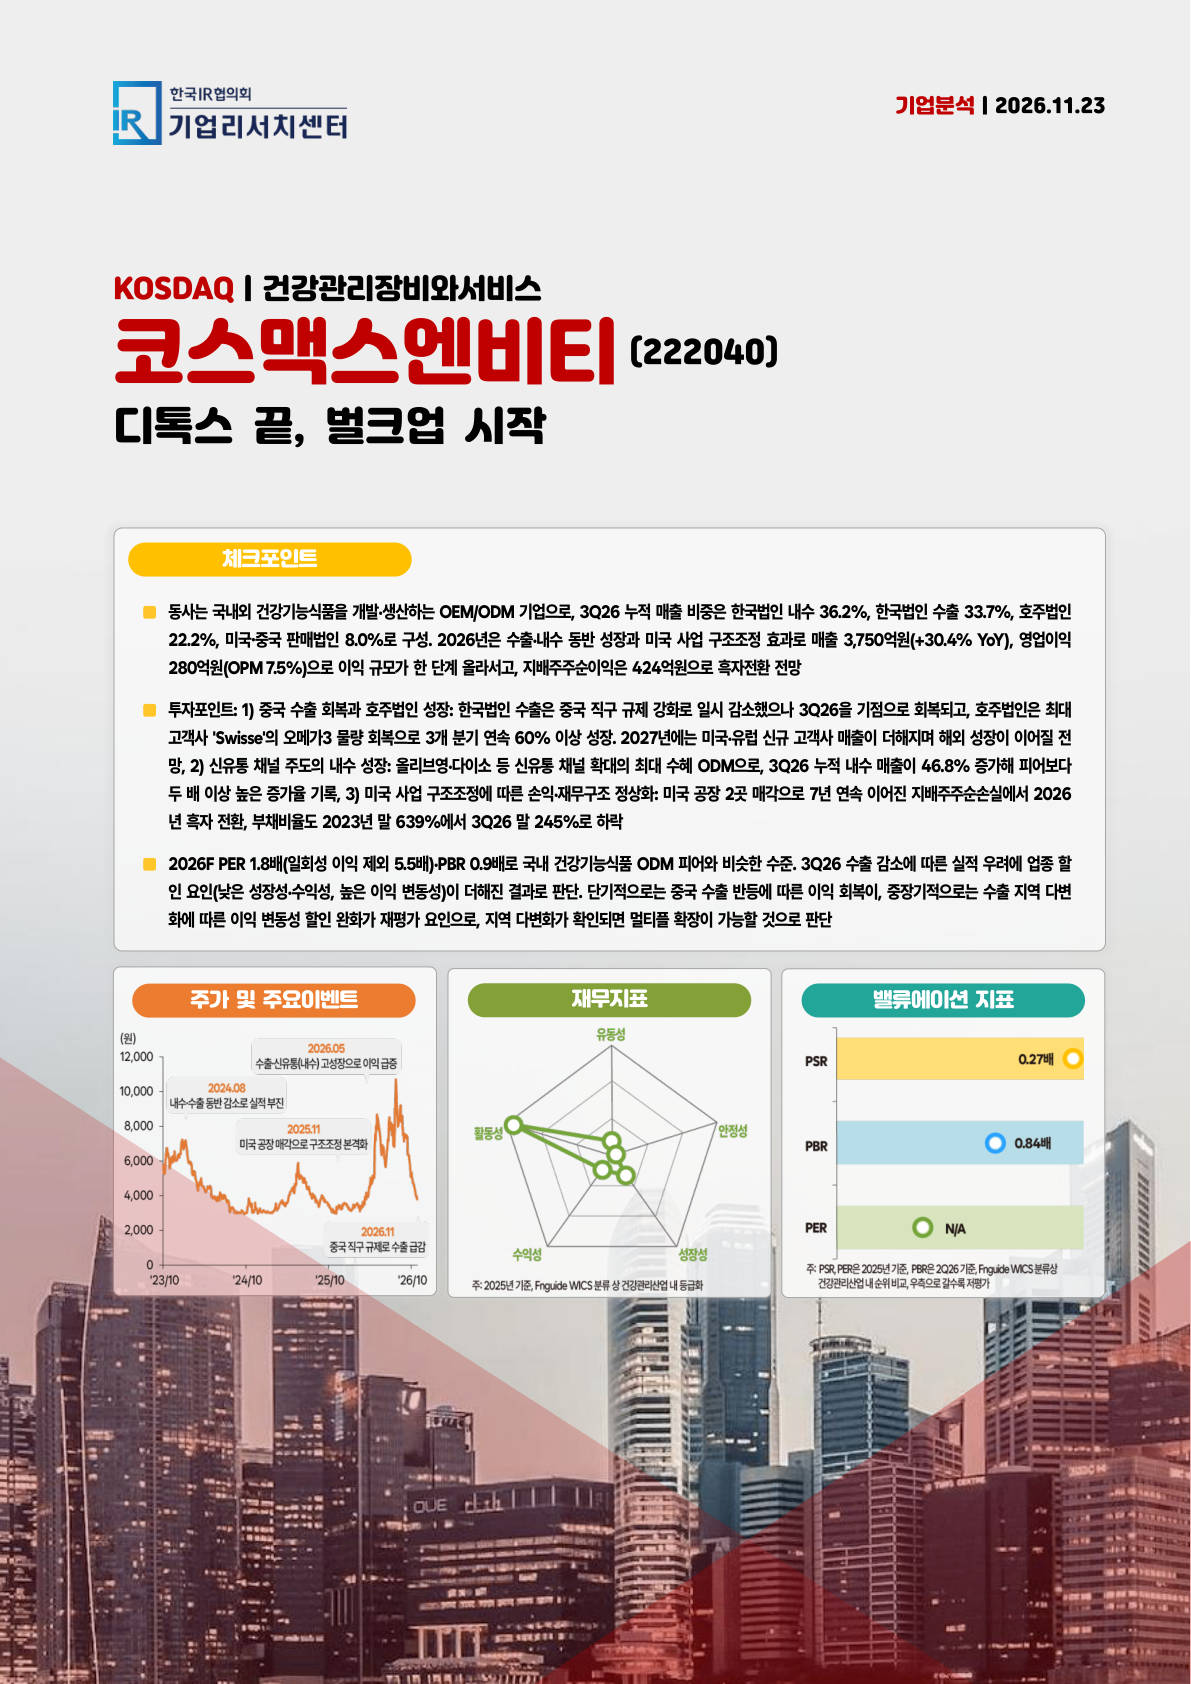 한국IR협의회
기업리서치센터
기업분석 | 2026.11.23
KOSDAQ | 건강관리장비와서비스
코스맥스엔비티 (222040)
디톡스 끝, 벌크업 시작
체크포인트
동사는 국내외 건강기능식품을 개발·생산하는 OEM/ODM 기업으로, 3Q26 누적 매출 비중은 한국법인 내수 36.2%, 한국법인 수출 33.7%, 호주법인
22.2%, 미국·중국 판매법인 8.0%로 구성. 2026년은 수출·내수 동반 성장과 미국 사업 구조조정 효과로 매출 3,750억원(+30.4% YoY), 영업이익
280억원(OPM 7.5%)으로 이익 규모가 한 단계 올라서고, 지배주주순이익은 424억원으로 흑자전환 전망
투자포인트: 1) 중국 수출 회복과 호주법인 성장: 한국법인 수출은 중국 직구 규제 강화로 일시 감소했으나 3Q26을 기점으로 회복되고, 호주법인은 최대
고객사 'Swisse'의 오메가3 물량 회복으로 3개 분기 연속 60% 이상 성장. 2027년에는 미국·유럽 신규 고객사 매출이 더해지며 해외 성장이 이어질 전
망, 2) 신유통 채널 주도의 내수 성장: 올리브영·다이소 등 신유통 채널 확대의 최대 수혜 ODM으로, 3Q26 누적 내수 매출이 46.8% 증가해 피어보다
두 배 이상 높은 증가율 기록, 3) 미국 사업 구조조정에 따른 손익·재무구조 정상화: 미국 공장 2곳 매각으로 7년 연속 이어진 지배주주순손실에서 2026
년 흑자 전환, 부채비율도 2023년 말 639%에서 3Q26 말 245%로 하락
2026F PER 1.8배(일회성 이익 제외 5.5배)·PBR 0.9배로 국내 건강기능식품 ODM 피어와 비슷한 수준. 3Q26 수출 감소에 따른 실적 우려에 업종 할
인 요인(낮은 성장성·수익성, 높은 이익 변동성)이 더해진 결과로 판단. 단기적으로는 중국 수출 반등에 따른 이익 회복이, 중장기적으로는 수출 지역 다변
화에 따른 이익 변동성 할인 완화가 재평가 요인으로, 지역 다변화가 확인되면 멀티플 확장이 가능할 것으로 판단
주가 및 주요이벤트
(원)
12,000
10,000
8,000
6,000
4,000
2,000
0
'23/10
'24/10
'25/10
'26/10
2026.05
수출·신유통(내수) 고성장으로 이익 급증
2024.08
내수·수출 동반 감소로 실적 부진
2025.11
미국 공장 매각으로 구조조정 본격화
2026.11
중국 직구 규제로 수출 급감
재무지표
유동성
안정성
성장성
수익성
활동성
주: 2025년 기준, Fnguide WICS 분류 상 건강관리산업 내 등급화
밸류에이션 지표
PSR
0.27배
PBR
0.84배
PER
N/A
주: PSR, PER은 2025년 기준, PBR은 2Q26 기준, Fnguide WICS 분류상
건강관리산업 내 순위 비교, 우측으로 갈수록 저평가
OUE